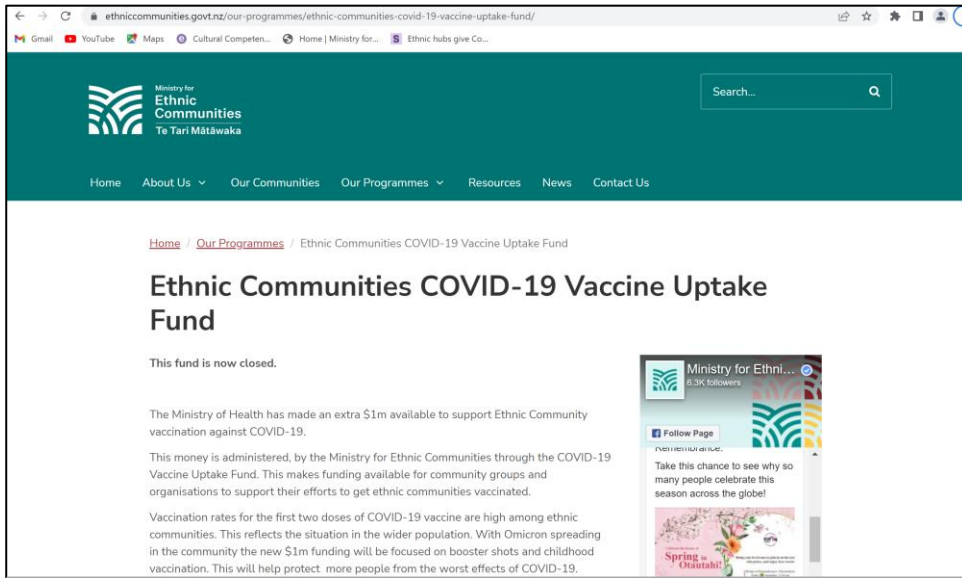 ethniccommunities.govt.nz/our-programmes/ethnic-communities-covid-19-vaccine-uptake-fund/
Gmail YouTube Maps Cultural Competen... Home | Ministry for... Ethnic hubs give Co...
Ministry for
Ethnic
Communities
Te Tari Mātāwaka
Search...
Home About Us Our Communities Our Programmes Resources News Contact Us
Home / Our Programmes / Ethnic Communities COVID-19 Vaccine Uptake Fund
Ethnic Communities COVID-19 Vaccine Uptake
Fund
This fund is now closed.
The Ministry of Health has made an extra $1m available to support Ethnic Community
vaccination against COVID-19.
This money is administered, by the Ministry for Ethnic Communities through the COVID-19
Vaccine Uptake Fund. This makes funding available for community groups and
organisations to support their efforts to get ethnic communities vaccinated.
Vaccination rates for the first two doses of COVID-19 vaccine are high among ethnic
communities. This reflects the situation in the wider population. With Omicron spreading
in the community the new $1m funding will be focused on booster shots and childhood
vaccination. This will help protect more people from the worst effects of COVID-19.
Ministry for Ethni...
6.3K followers
Follow Page
Remembrance.
Take this chance to see why so
many people celebrate this
season across the globe!
Spring in
Ōtautahi!